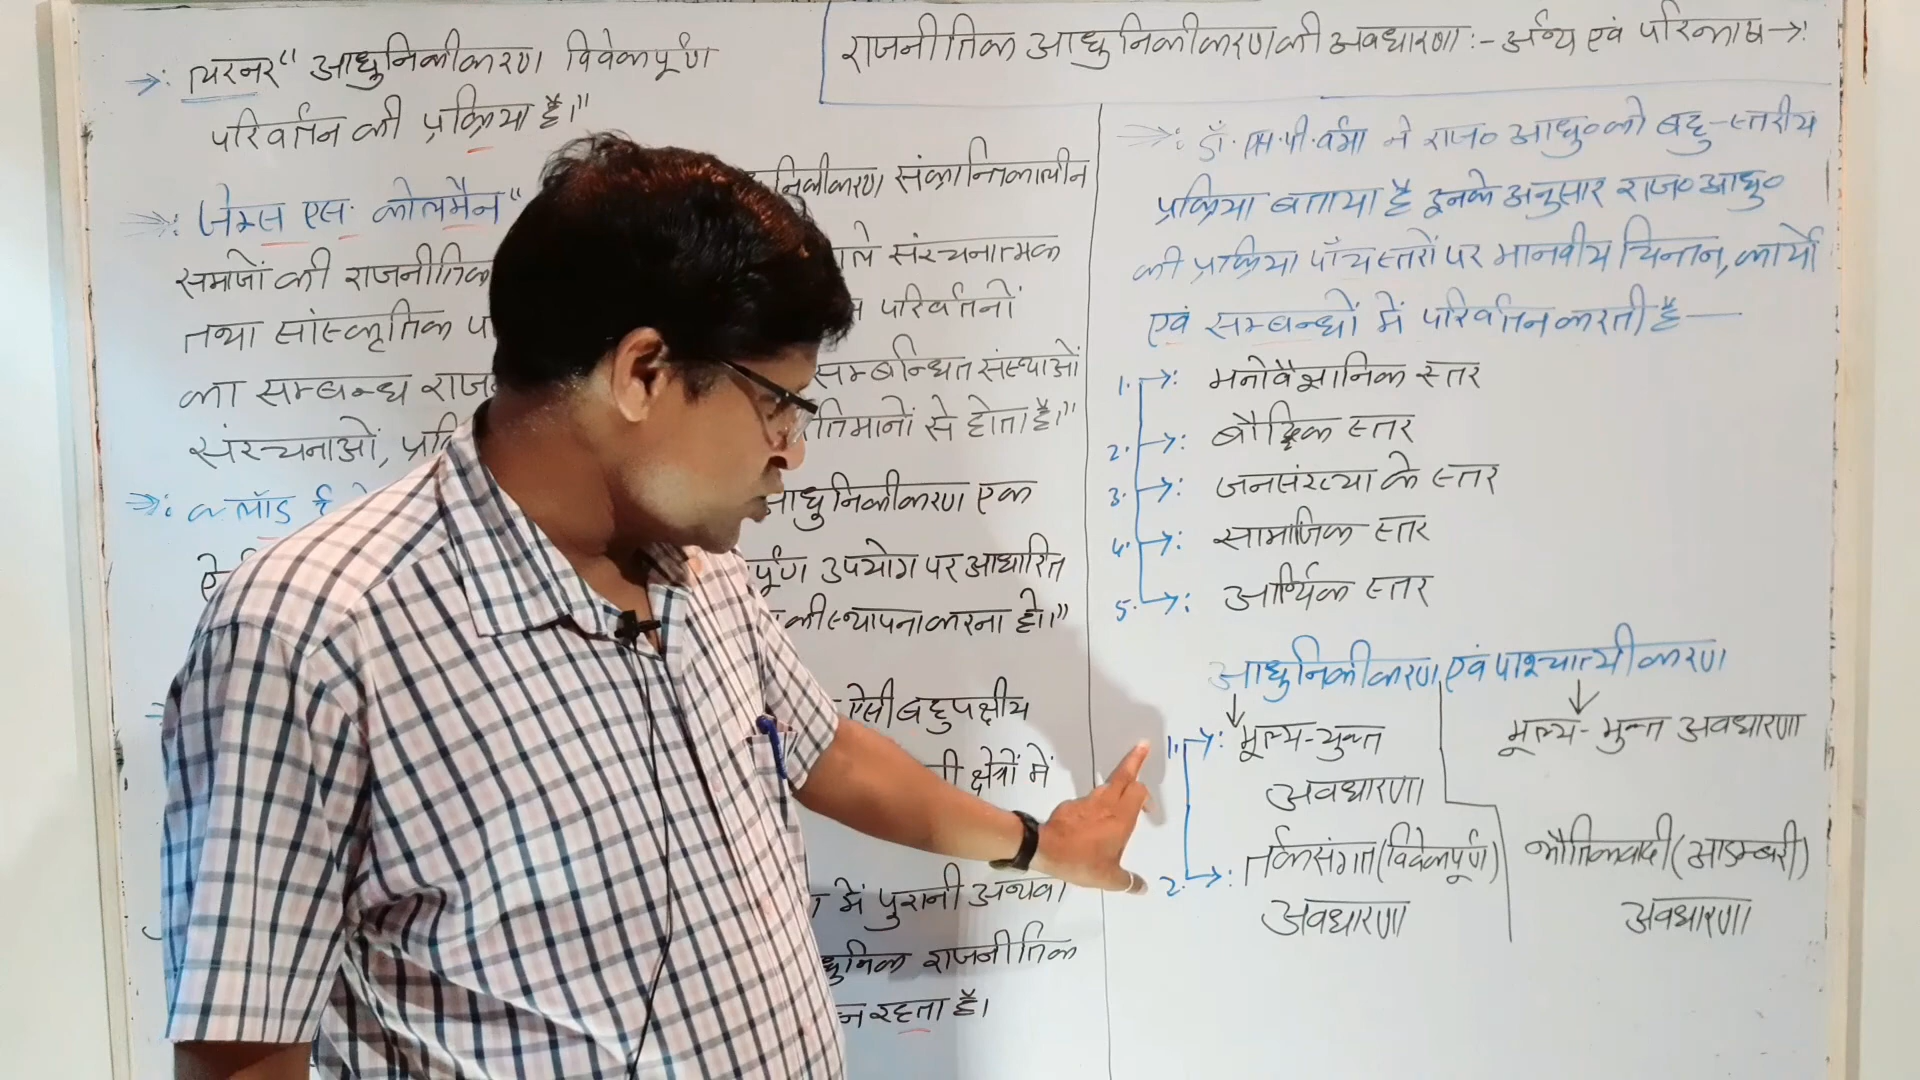 राजनीतिक आधुनिकीकरण की अवधारणा :- अर्थ एवं परिभाषा →:
→: लरनर " आधुनिकीकरण विवेकपूर्ण
परिवर्तन की प्रक्रिया है।"
→: जेम्स एस. कोलमैन "
निकीकरण संक्रान्तिकालीन
समाजों की राजनीतिक
संरचनात्मक
तथा सांस्कृतिक
परिवर्तनों
का सम्बन्ध राज
सम्बन्धित संस्थाओं
संरचनाओं,
तिमानों से होता है।"
→: क्लॉड ई
आधुनिकीकरण एक
पूर्ण उपयोग पर आधारित
की स्थापना करना है।"
ऐसी बहुपक्षीय
क्षेत्रों में
में पुरानी अथवा
धुनिक राजनीतिक
रहता है।
→: डॉ. एस.पी. वर्मा ने राज० आधु० को बहु-स्तरीय
प्रक्रिया बताया है इनके अनुसार राज० आधु०
की प्रक्रिया पाँच स्तरों पर मानवीय चिन्तन, कार्यों
एवं सम्बन्धों में परिवर्तन करती है —
1. →: मनोवैज्ञानिक स्तर
2. →: बौद्धिक स्तर
3. →: जनसंख्या के स्तर
4. →: सामाजिक स्तर
5. →: आर्थिक स्तर
आधुनिकीकरण एवं पाश्चात्यीकरण
1. →: मूल्य-युक्त
अवधारणा
मूल्य-मुक्त अवधारणा
2. →: तर्कसंगत (विवेकपूर्ण)
अवधारणा
भौतिकवादी (आडम्बरी)
अवधारणा